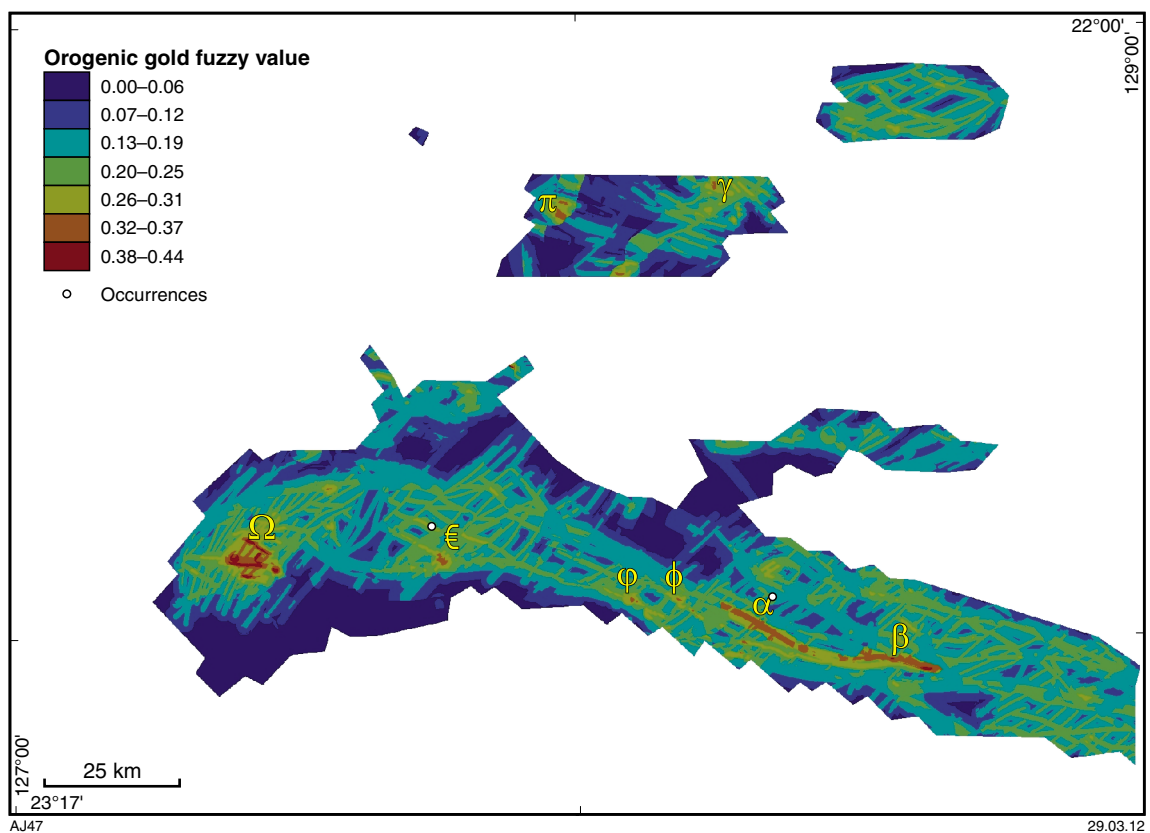 22°00'
129°00'
Orogenic gold fuzzy value
0.00–0.06
0.07–0.12
0.13–0.19
0.20–0.25
0.26–0.31
0.32–0.37
0.38–0.44
Occurrences
π
γ
Ω
€
φ
ϕ
α
β
25 km
127°00'
23°17'
AJ47
29.03.12